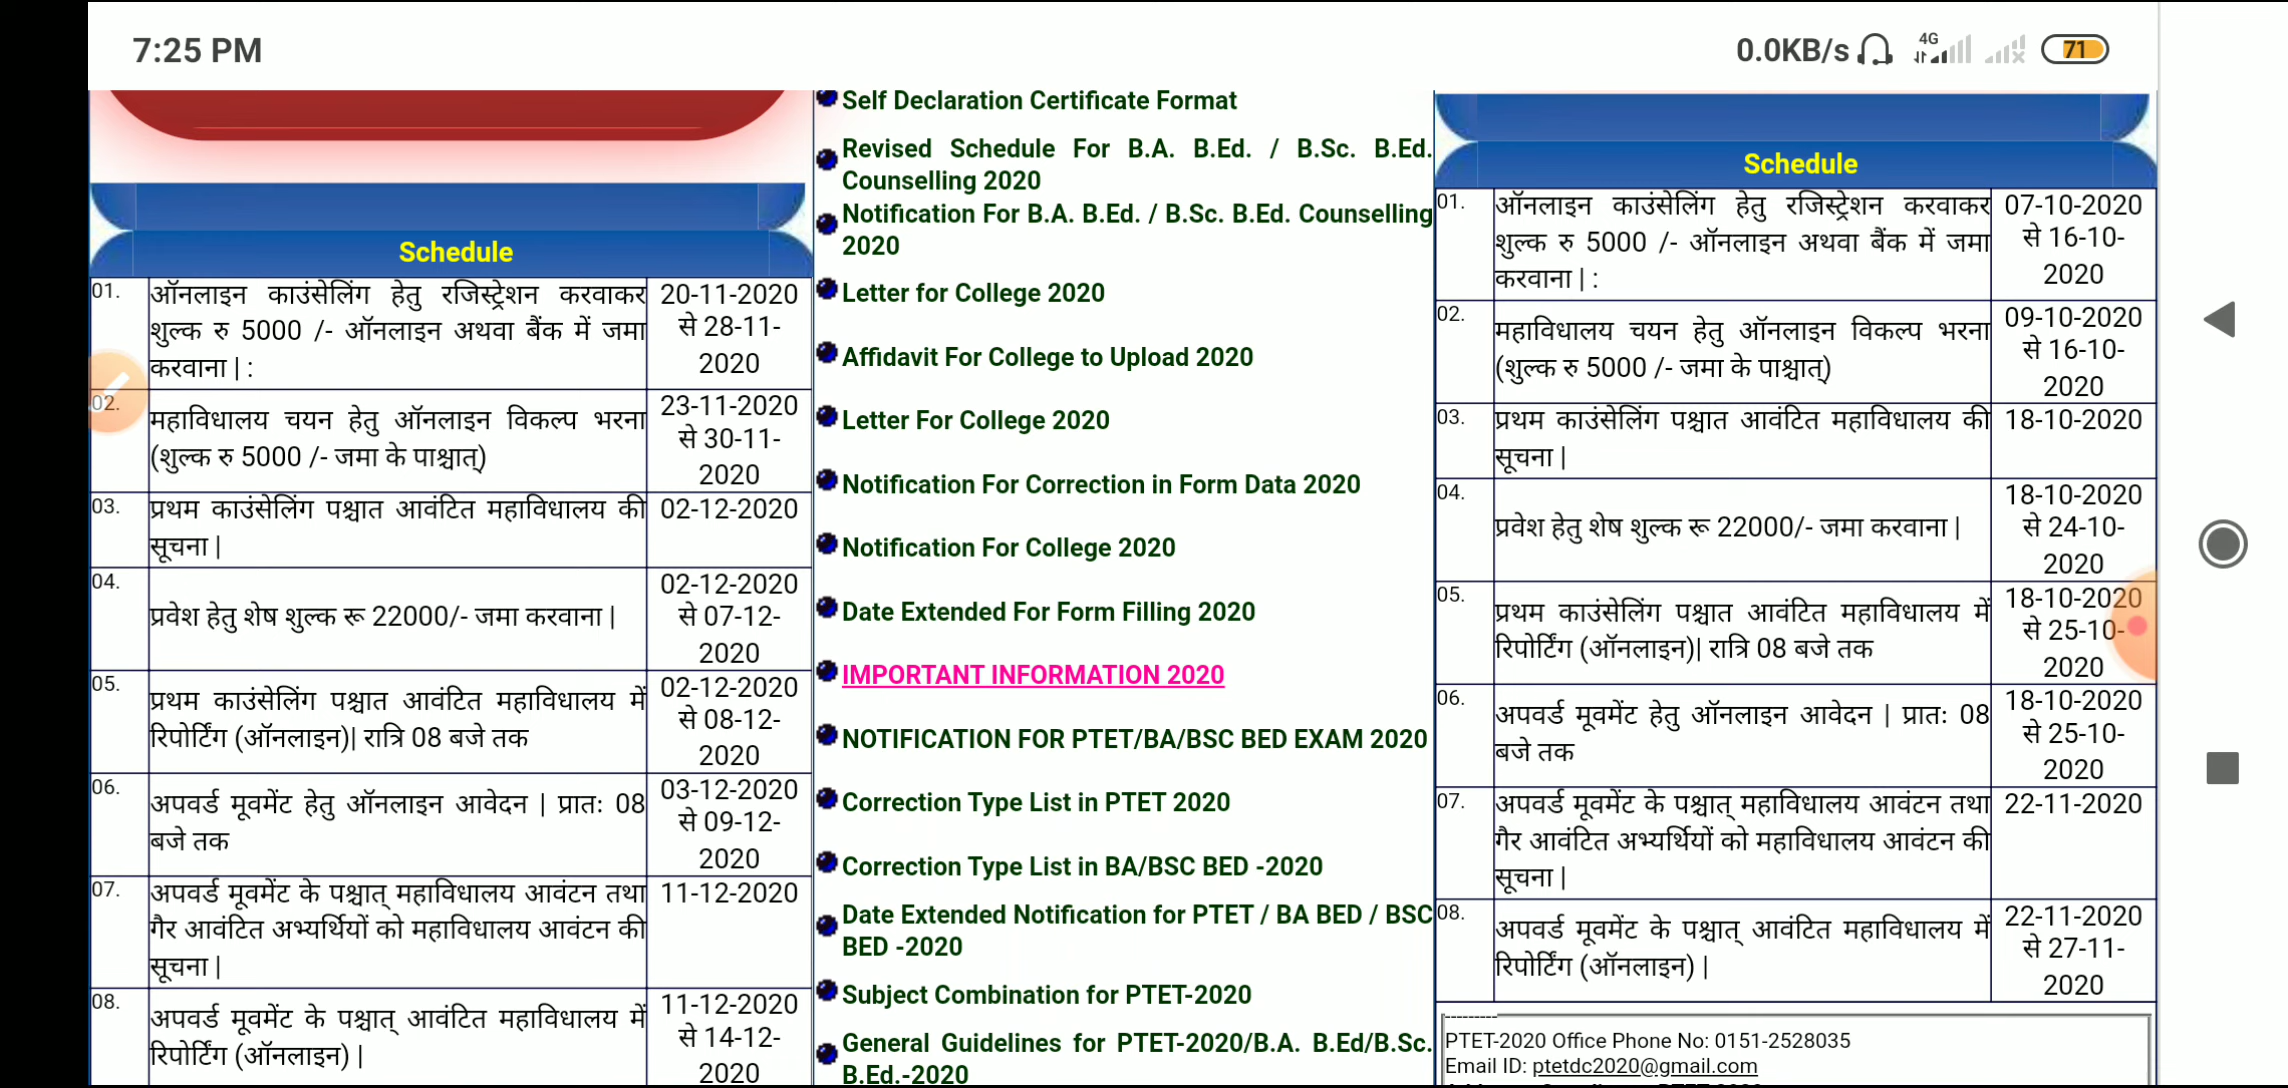 7:25 PM
0.0KB/s
4G
71
Schedule
01.
ऑनलाइन काउंसेलिंग हेतु रजिस्ट्रेशन करवाकर
शुल्क रु 5000 /- ऑनलाइन अथवा बैंक में जमा
करवाना | :
20-11-2020
से 28-11-
2020
02.
महाविधालय चयन हेतु ऑनलाइन विकल्प भरना
(शुल्क रु 5000 /- जमा के पाश्चात्)
23-11-2020
से 30-11-
2020
03.
प्रथम काउंसेलिंग पश्चात आवंटित महाविधालय की
सूचना |
02-12-2020
04.
प्रवेश हेतु शेष शुल्क रू 22000/- जमा करवाना |
02-12-2020
से 07-12-
2020
05.
प्रथम काउंसेलिंग पश्चात आवंटित महाविधालय में
रिपोर्टिंग (ऑनलाइन)| रात्रि 08 बजे तक
02-12-2020
से 08-12-
2020
06.
अपवर्ड मूवमेंट हेतु ऑनलाइन आवेदन | प्रातः 08
बजे तक
03-12-2020
से 09-12-
2020
07.
अपवर्ड मूवमेंट के पश्चात् महाविधालय आवंटन तथा
गैर आवंटित अभ्यर्थियों को महाविधालय आवंटन की
सूचना |
11-12-2020
08.
अपवर्ड मूवमेंट के पश्चात् आवंटित महाविधालय में
रिपोर्टिंग (ऑनलाइन) |
11-12-2020
से 14-12-
2020
Self Declaration Certificate Format
Revised Schedule For B.A. B.Ed. / B.Sc. B.Ed.
Counselling 2020
Notification For B.A. B.Ed. / B.Sc. B.Ed. Counselling
2020
Letter for College 2020
Affidavit For College to Upload 2020
Letter For College 2020
Notification For Correction in Form Data 2020
Notification For College 2020
Date Extended For Form Filling 2020
IMPORTANT INFORMATION 2020
NOTIFICATION FOR PTET/BA/BSC BED EXAM 2020
Correction Type List in PTET 2020
Correction Type List in BA/BSC BED -2020
Date Extended Notification for PTET / BA BED / BSC
BED -2020
Subject Combination for PTET-2020
General Guidelines for PTET-2020/B.A. B.Ed/B.Sc.
B.Ed.-2020
Schedule
01.
ऑनलाइन काउंसेलिंग हेतु रजिस्ट्रेशन करवाकर
शुल्क रु 5000 /- ऑनलाइन अथवा बैंक में जमा
करवाना | :
07-10-2020
से 16-10-
2020
02.
महाविधालय चयन हेतु ऑनलाइन विकल्प भरना
(शुल्क रु 5000 /- जमा के पाश्चात्)
09-10-2020
से 16-10-
2020
03.
प्रथम काउंसेलिंग पश्चात आवंटित महाविधालय की
सूचना |
18-10-2020
04.
प्रवेश हेतु शेष शुल्क रू 22000/- जमा करवाना |
18-10-2020
से 24-10-
2020
05.
प्रथम काउंसेलिंग पश्चात आवंटित महाविधालय में
रिपोर्टिंग (ऑनलाइन)| रात्रि 08 बजे तक
18-10-2020
से 25-10-
2020
06.
अपवर्ड मूवमेंट हेतु ऑनलाइन आवेदन | प्रातः 08
बजे तक
18-10-2020
से 25-10-
2020
07.
अपवर्ड मूवमेंट के पश्चात् महाविधालय आवंटन तथा
गैर आवंटित अभ्यर्थियों को महाविधालय आवंटन की
सूचना |
22-11-2020
08.
अपवर्ड मूवमेंट के पश्चात् आवंटित महाविधालय में
रिपोर्टिंग (ऑनलाइन) |
22-11-2020
से 27-11-
2020
---------
PTET-2020 Office Phone No: 0151-2528035
Email ID: ptetdc2020@gmail.com